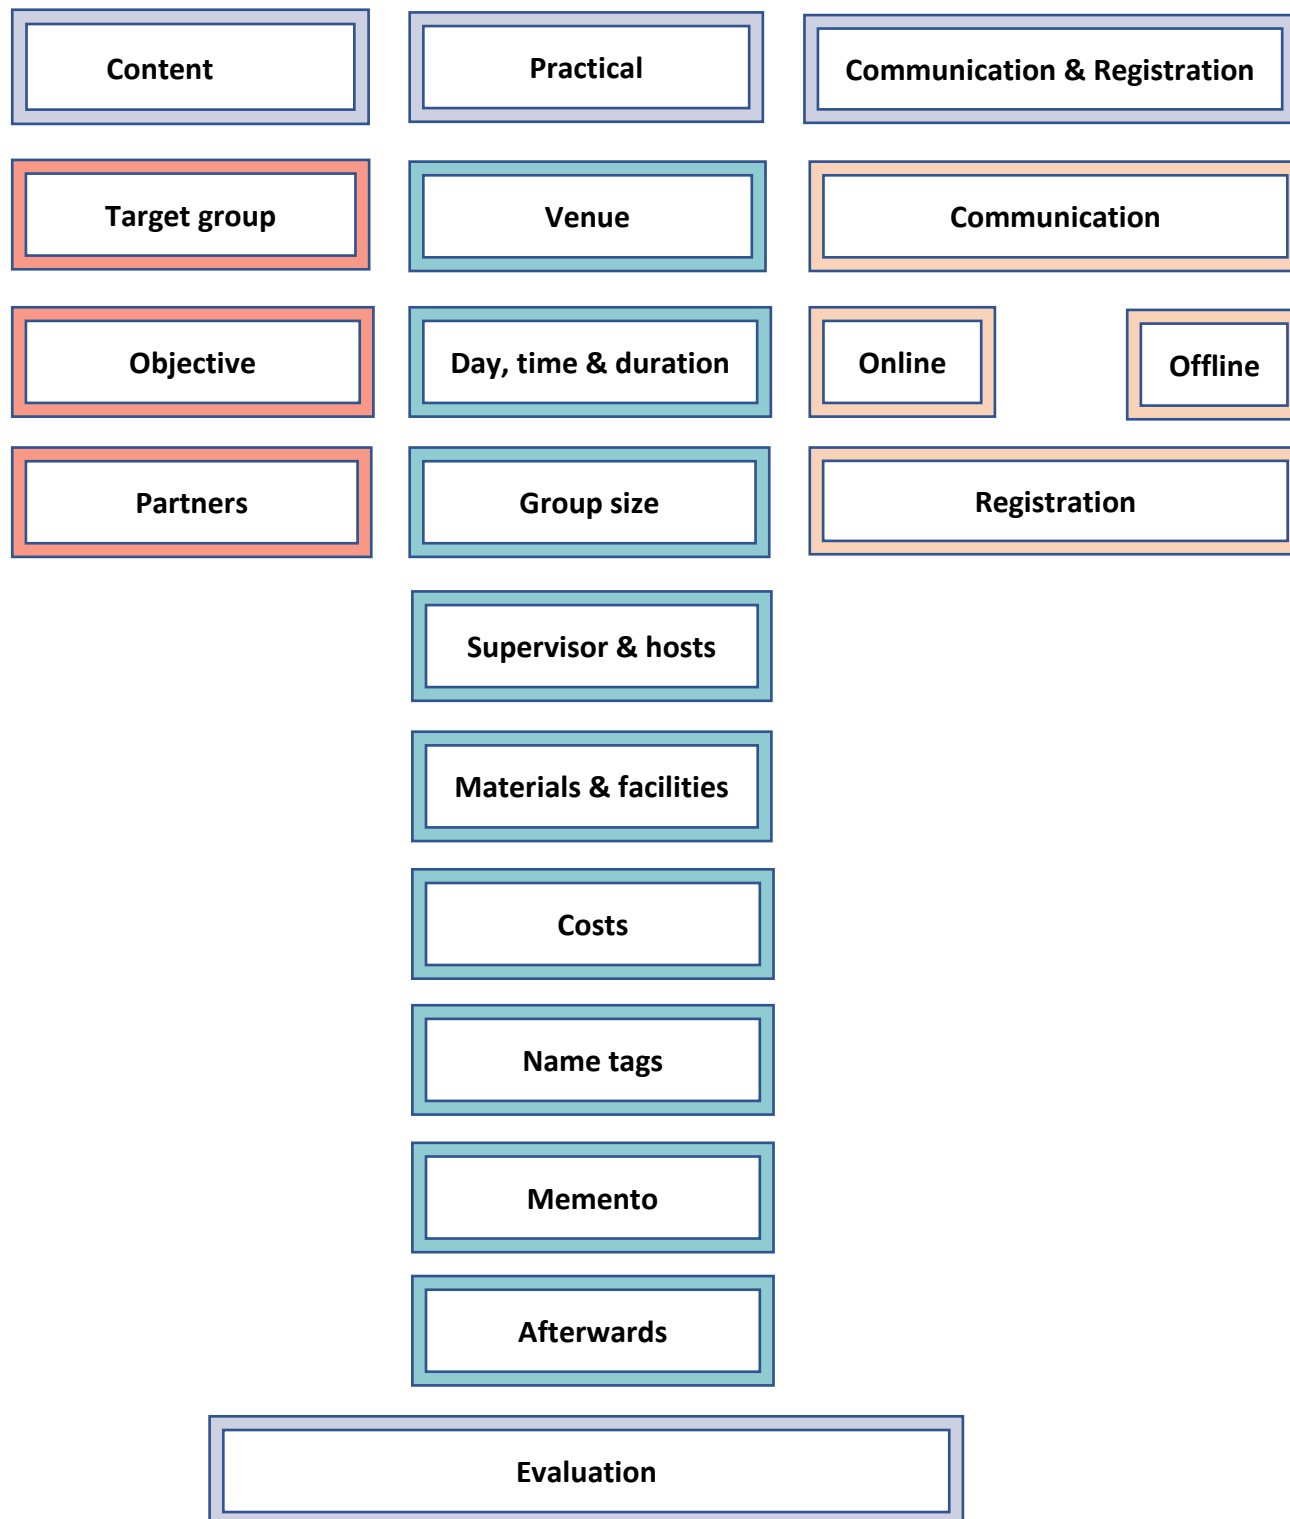 Content
Practical
Communication & Registration
Target group
Venue
Communication
Objective
Day, time & duration
Online
Offline
Partners
Group size
Registration
Supervisor & hosts
Materials & facilities
Costs
Name tags
Memento
Afterwards
Evaluation